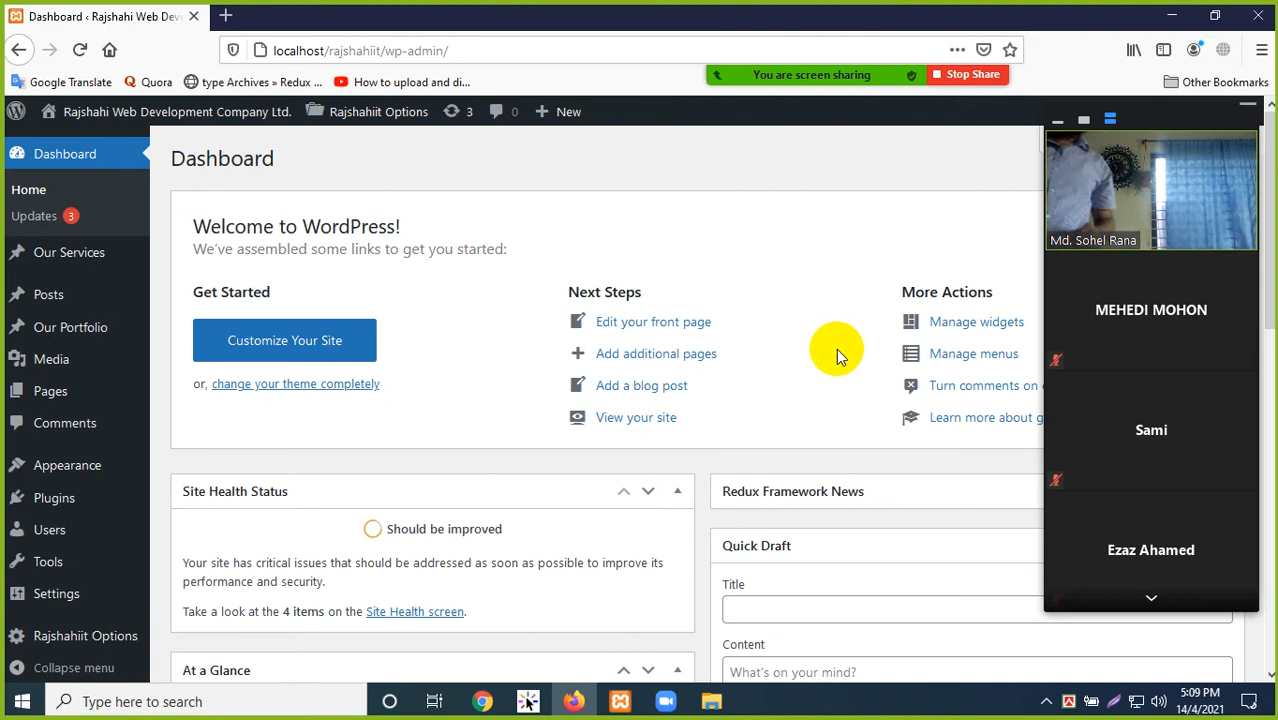 Dashboard ‹ Rajshahi Web Deve
localhost/rajshahiit/wp-admin/
Google Translate
Quora
type Archives » Redux ...
How to upload and di...
Other Bookmarks
You are screen sharing
Stop Share
Rajshahi Web Development Company Ltd.
Rajshahiit Options
3
0
New
Dashboard
Home
Updates 3
Our Services
Posts
Our Portfolio
Media
Pages
Comments
Appearance
Plugins
Users
Tools
Settings
Rajshahiit Options
Collapse menu
Dashboard
Welcome to WordPress!
We've assembled some links to get you started:
Get Started
Customize Your Site
or, change your theme completely
Next Steps
Edit your front page
Add additional pages
Add a blog post
View your site
More Actions
Manage widgets
Manage menus
Turn comments on
Learn more about
Site Health Status
Should be improved
Your site has critical issues that should be addressed as soon as possible to improve its
performance and security.
Take a look at the 4 items on the Site Health screen.
At a Glance
Redux Framework News
Quick Draft
Title
Content
What's on your mind?
Md. Sohel Rana
MEHEDI MOHON
Sami
Ezaz Ahamed
Type here to search
5:09 PM
14/4/2021